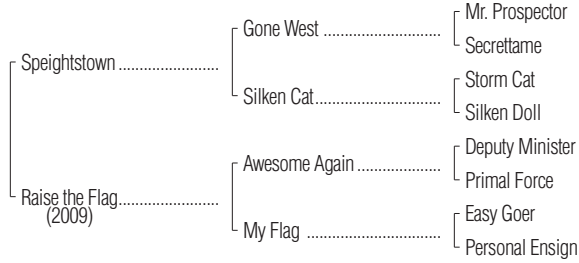 Mr. Prospector
Gone West ..............................
Secrettame
Speightstown .........................
Storm Cat
Silken Cat................................
Silken Doll
Deputy Minister
Awesome Again .....................
Primal Force
Raise the Flag.........................
(2009)
Easy Goer
My Flag ..................................
Personal Ensign